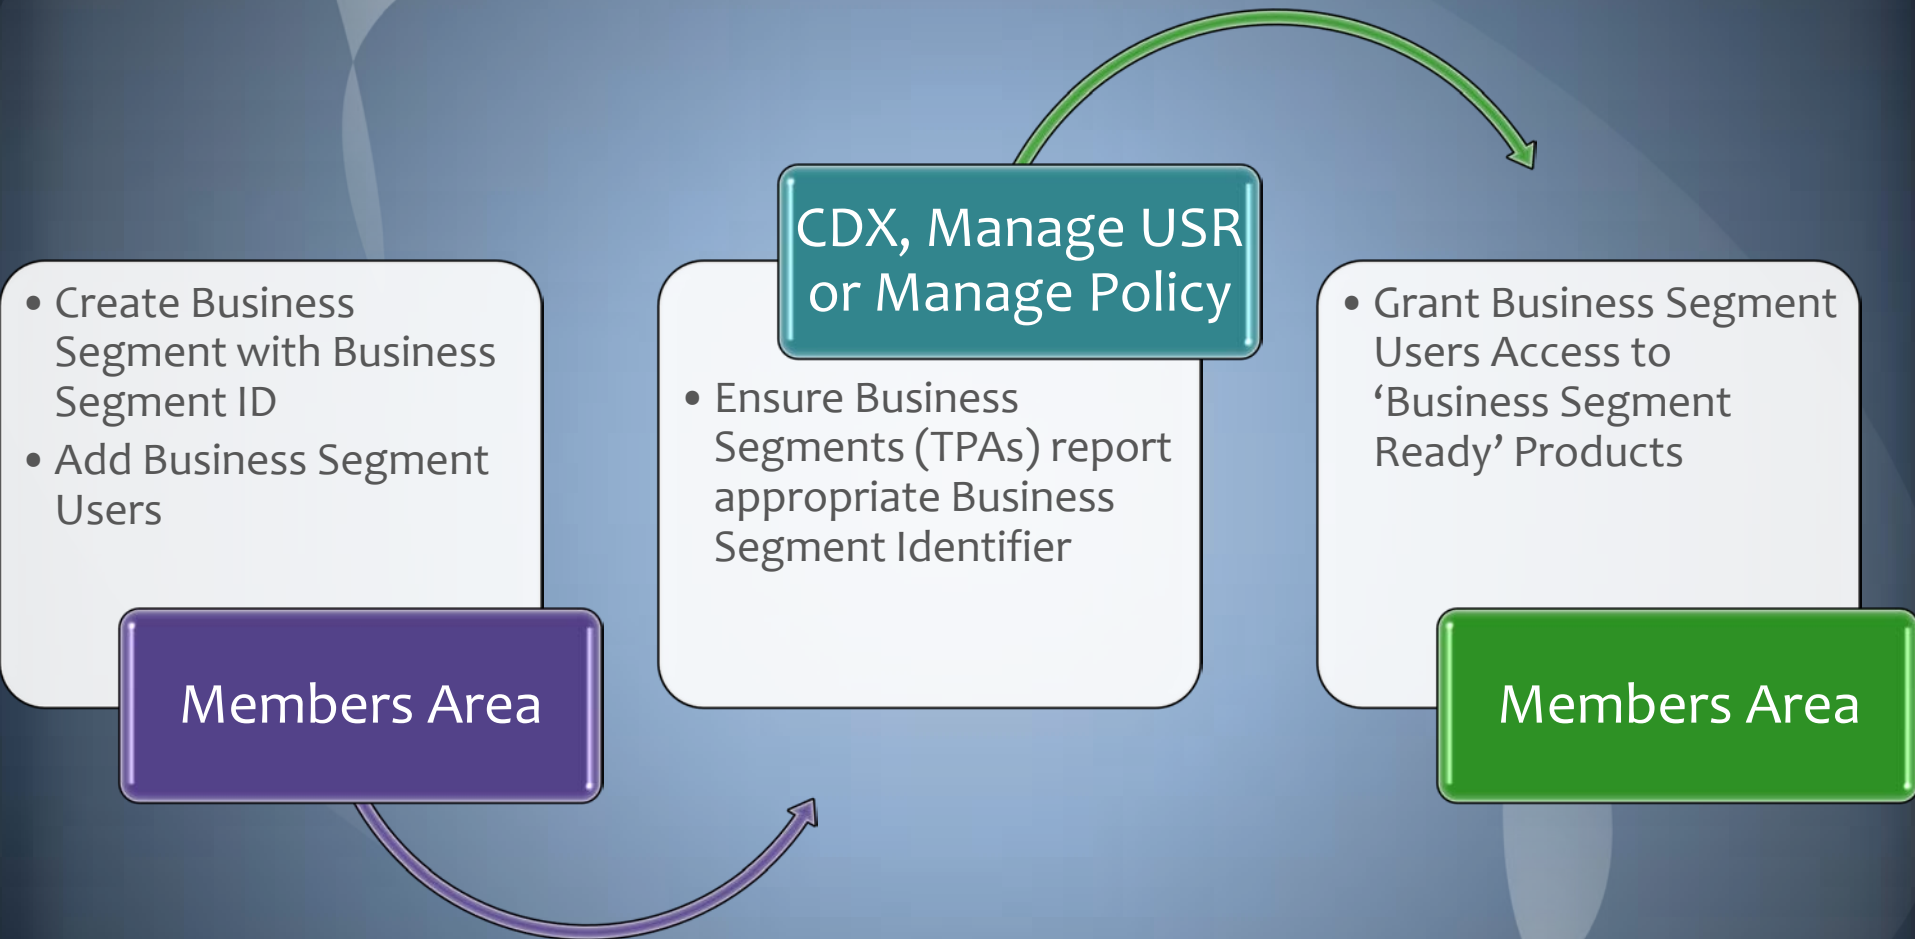 • Create Business
Segment with Business
Segment ID
• Add Business Segment
Users
Members Area
CDX, Manage USR
or Manage Policy
• Ensure Business
Segments (TPAs) report
appropriate Business
Segment Identifier
• Grant Business Segment
Users Access to
‘Business Segment
Ready’ Products
Members Area